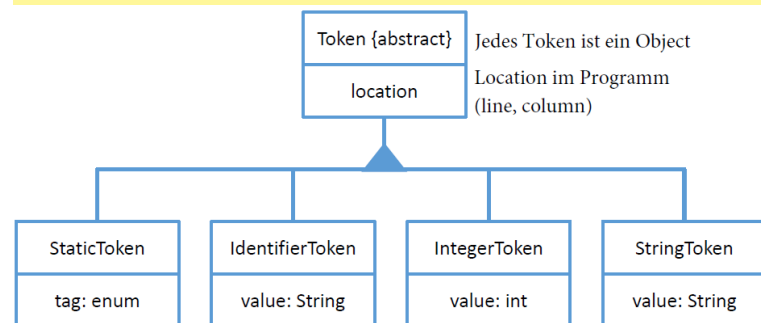 Token {abstract}
Jedes Token ist ein Object
location
Location im Programm
(line, column)
StaticToken
tag: enum
IdentifierToken
value: String
IntegerToken
value: int
StringToken
value: String